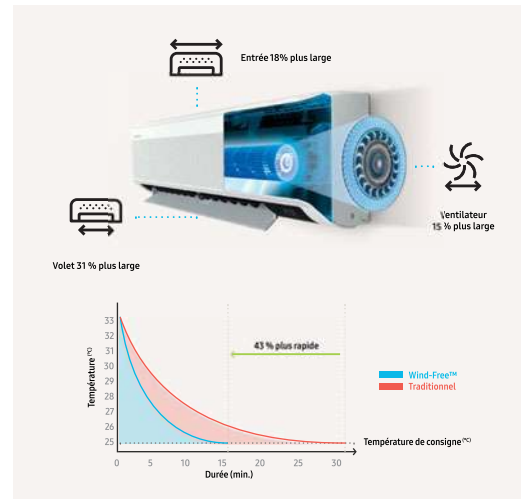 Entrée 18% plus large
Ventilateur
15 % plus large
Volet 31 % plus large
43 % plus rapide
Wind-Free™
Traditionnel
Température de consigne (°C)
Température (°C)
33
32
31
30
29
28
27
26
25
0 5 10 15 20 25 30
Durée (min.)